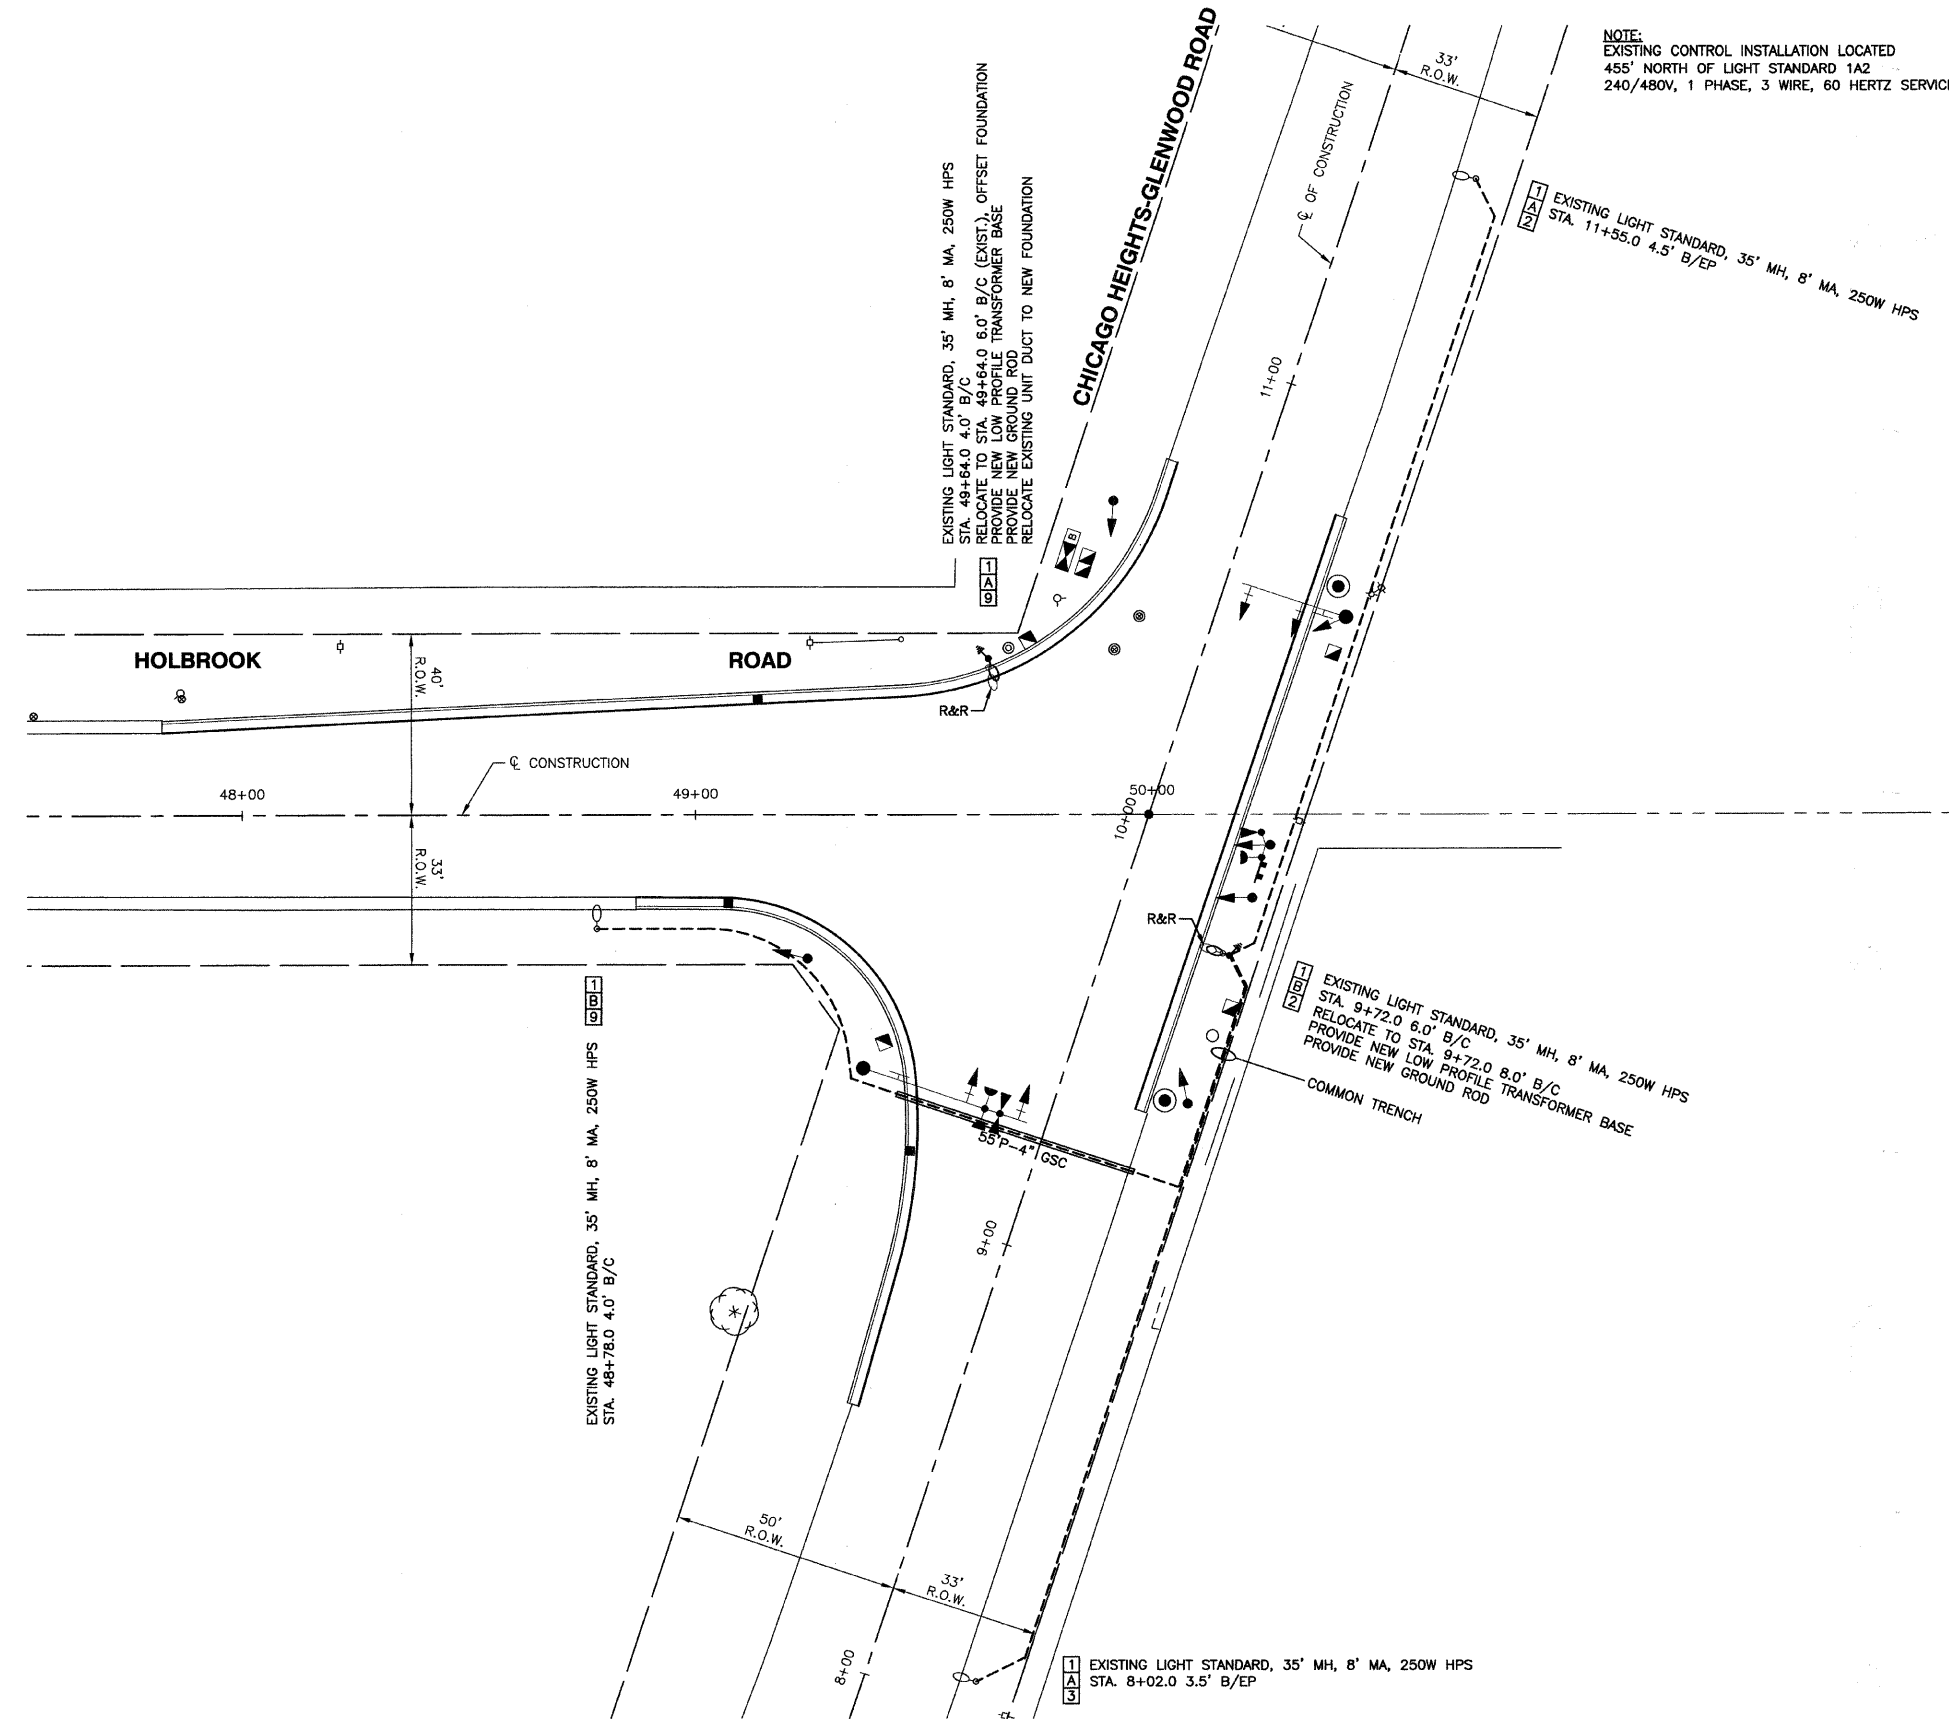 NOTE:
EXISTING CONTROL INSTALLATION LOCATED
455' NORTH OF LIGHT STANDARD 1A2
240/480V, 1 PHASE, 3 WIRE, 60 HERTZ
33'
R.O.W.
CHICAGO HEIGHTS-GLENWOOD ROAD
℄ OF CONSTRUCTION
1
A
2
EXISTING LIGHT STANDARD, 35' MH, 8' MA, 250W HPS
STA. 11+55.0 4.5' B/EP
EXISTING LIGHT STANDARD, 35' MH, 8' MA, 250W HPS
STA. 49+64.0 4.0' B/C
RELOCATE TO STA. 49+64.0 6.0' B/C (EXIST.), OFFSET FOUNDATION
PROVIDE NEW LOW PROFILE TRANSFORMER BASE
PROVIDE NEW GROUND ROD
RELOCATE EXISTING UNIT DUCT TO NEW FOUNDATION
1
A
9
11+00
B
HOLBROOK
ROAD
40'
R.O.W.
R&R
℄ CONSTRUCTION
48+00
49+00
50+00
10+00
33'
R.O.W.
R&R
1
B
9
EXISTING LIGHT STANDARD, 35' MH, 8' MA, 250W HPS
STA. 48+78.0 4.0' B/C
1
B
2
EXISTING LIGHT STANDARD, 35' MH, 8' MA, 250W HPS
STA. 9+72.0 6.0' B/C
RELOCATE TO STA. 9+72.0 8.0' B/C
PROVIDE NEW LOW PROFILE TRANSFORMER BASE
PROVIDE NEW GROUND ROD
COMMON TRENCH
55'P-4" GSC
9+00
50'
R.O.W.
33'
R.O.W.
8+00
1
A
3
EXISTING LIGHT STANDARD, 35' MH, 8' MA, 250W HPS
STA. 8+02.0 3.5' B/EP